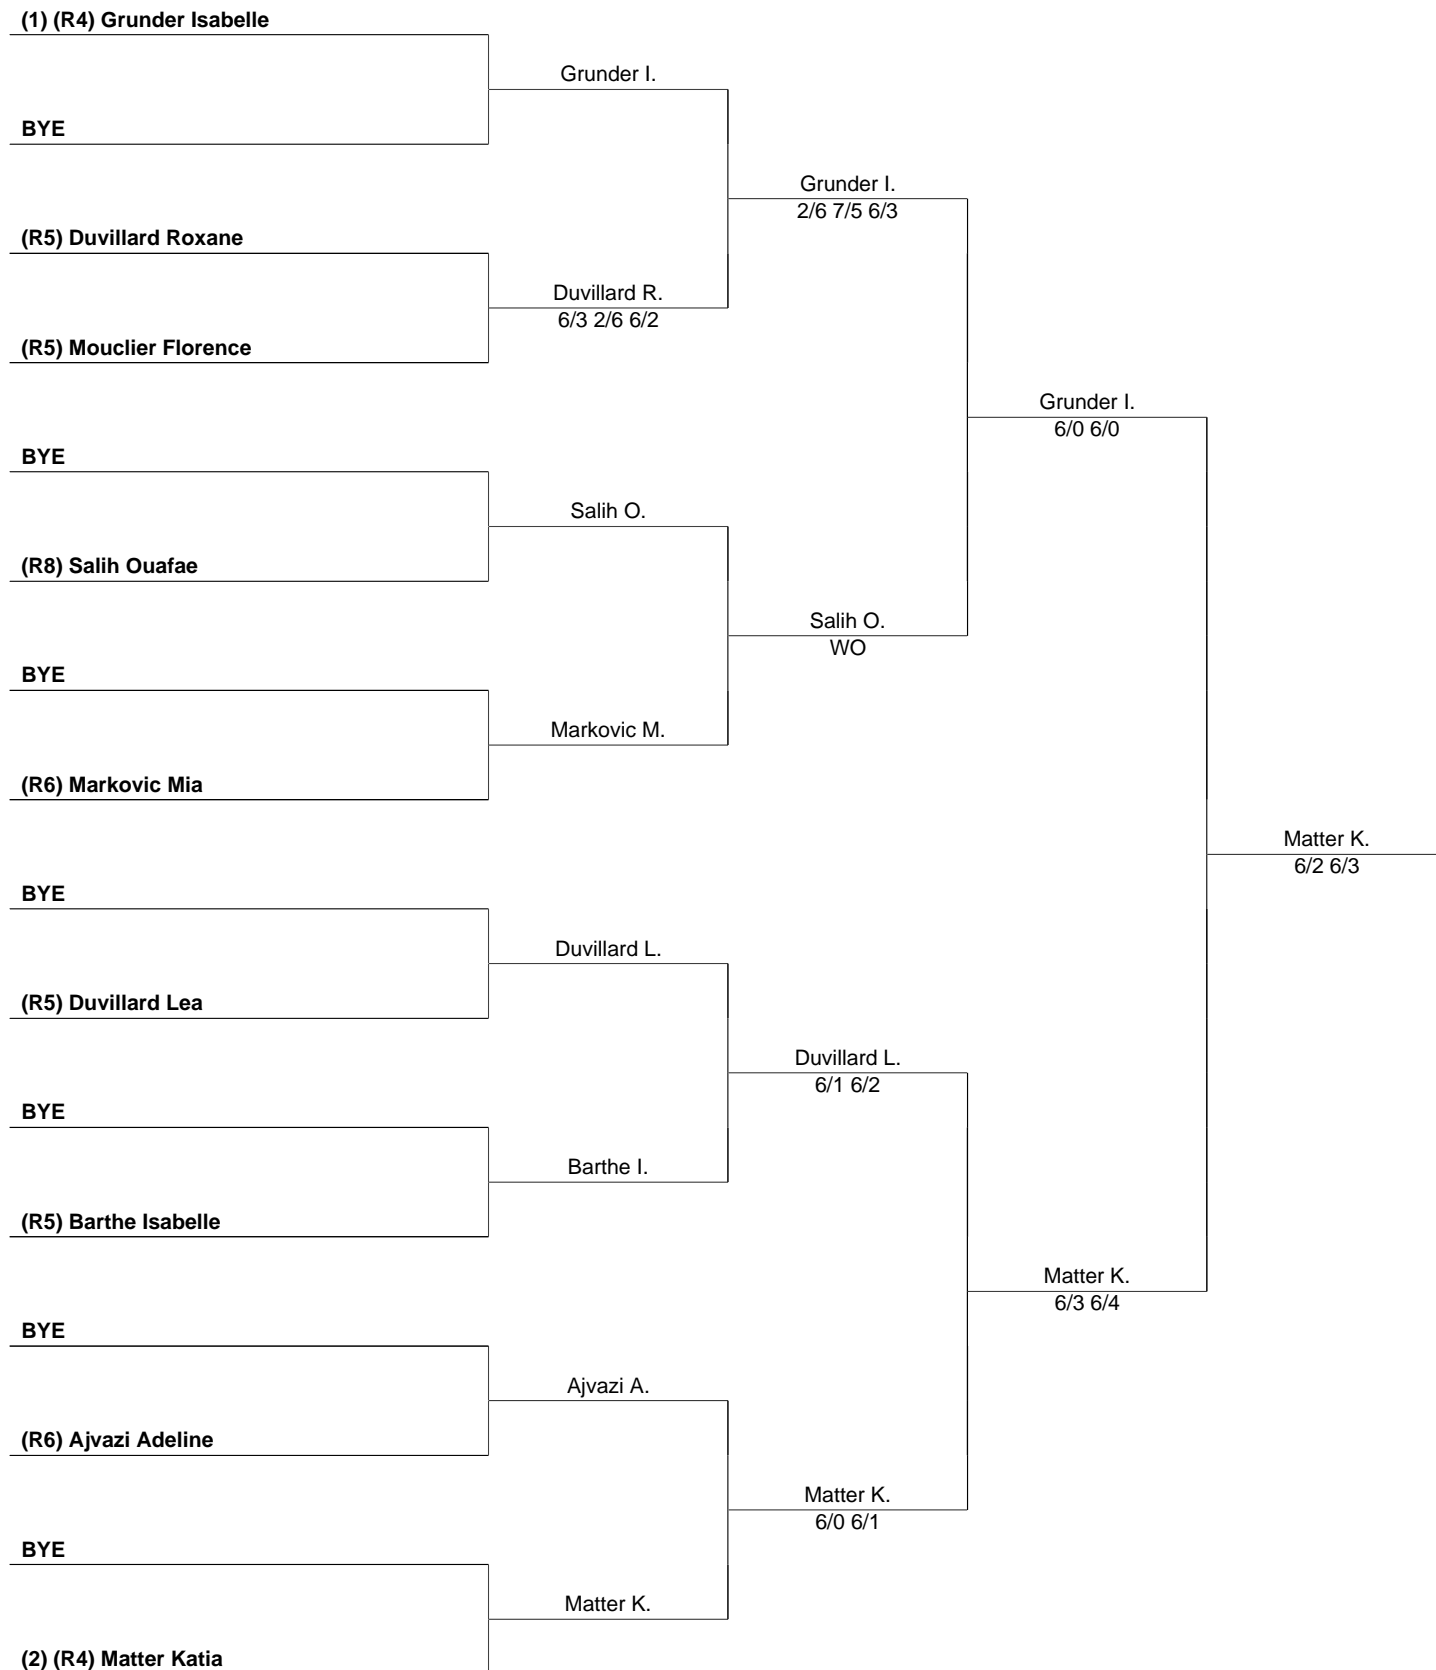 (1) (R4) Grunder Isabelle
Grunder I.
BYE
Grunder I.
2/6 7/5 6/3
(R5) Duvillard Roxane
Duvillard R.
6/3 2/6 6/2
(R5) Mouclier Florence
Grunder I.
6/0 6/0
BYE
Salih O.
(R8) Salih Ouafae
Salih O.
WO
BYE
Markovic M.
(R6) Markovic Mia
Matter K.
6/2 6/3
BYE
Duvillard L.
(R5) Duvillard Lea
Duvillard L.
6/1 6/2
BYE
Barthe I.
(R5) Barthe Isabelle
Matter K.
6/3 6/4
BYE
Ajvazi A.
(R6) Ajvazi Adeline
Matter K.
6/0 6/1
BYE
Matter K.
(2) (R4) Matter Katia